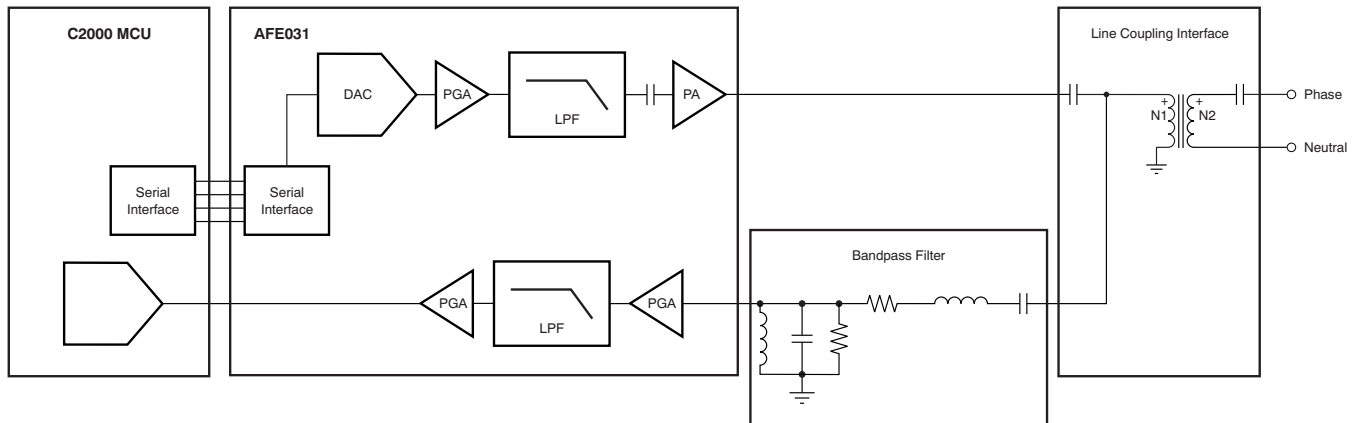 C2000 MCU
AFE031
Line Coupling Interface
DAC
PGA
LPF
PA
+
N1
+
N2
Phase
Neutral
Serial
Interface
Serial
Interface
Bandpass Filter
PGA
LPF
PGA